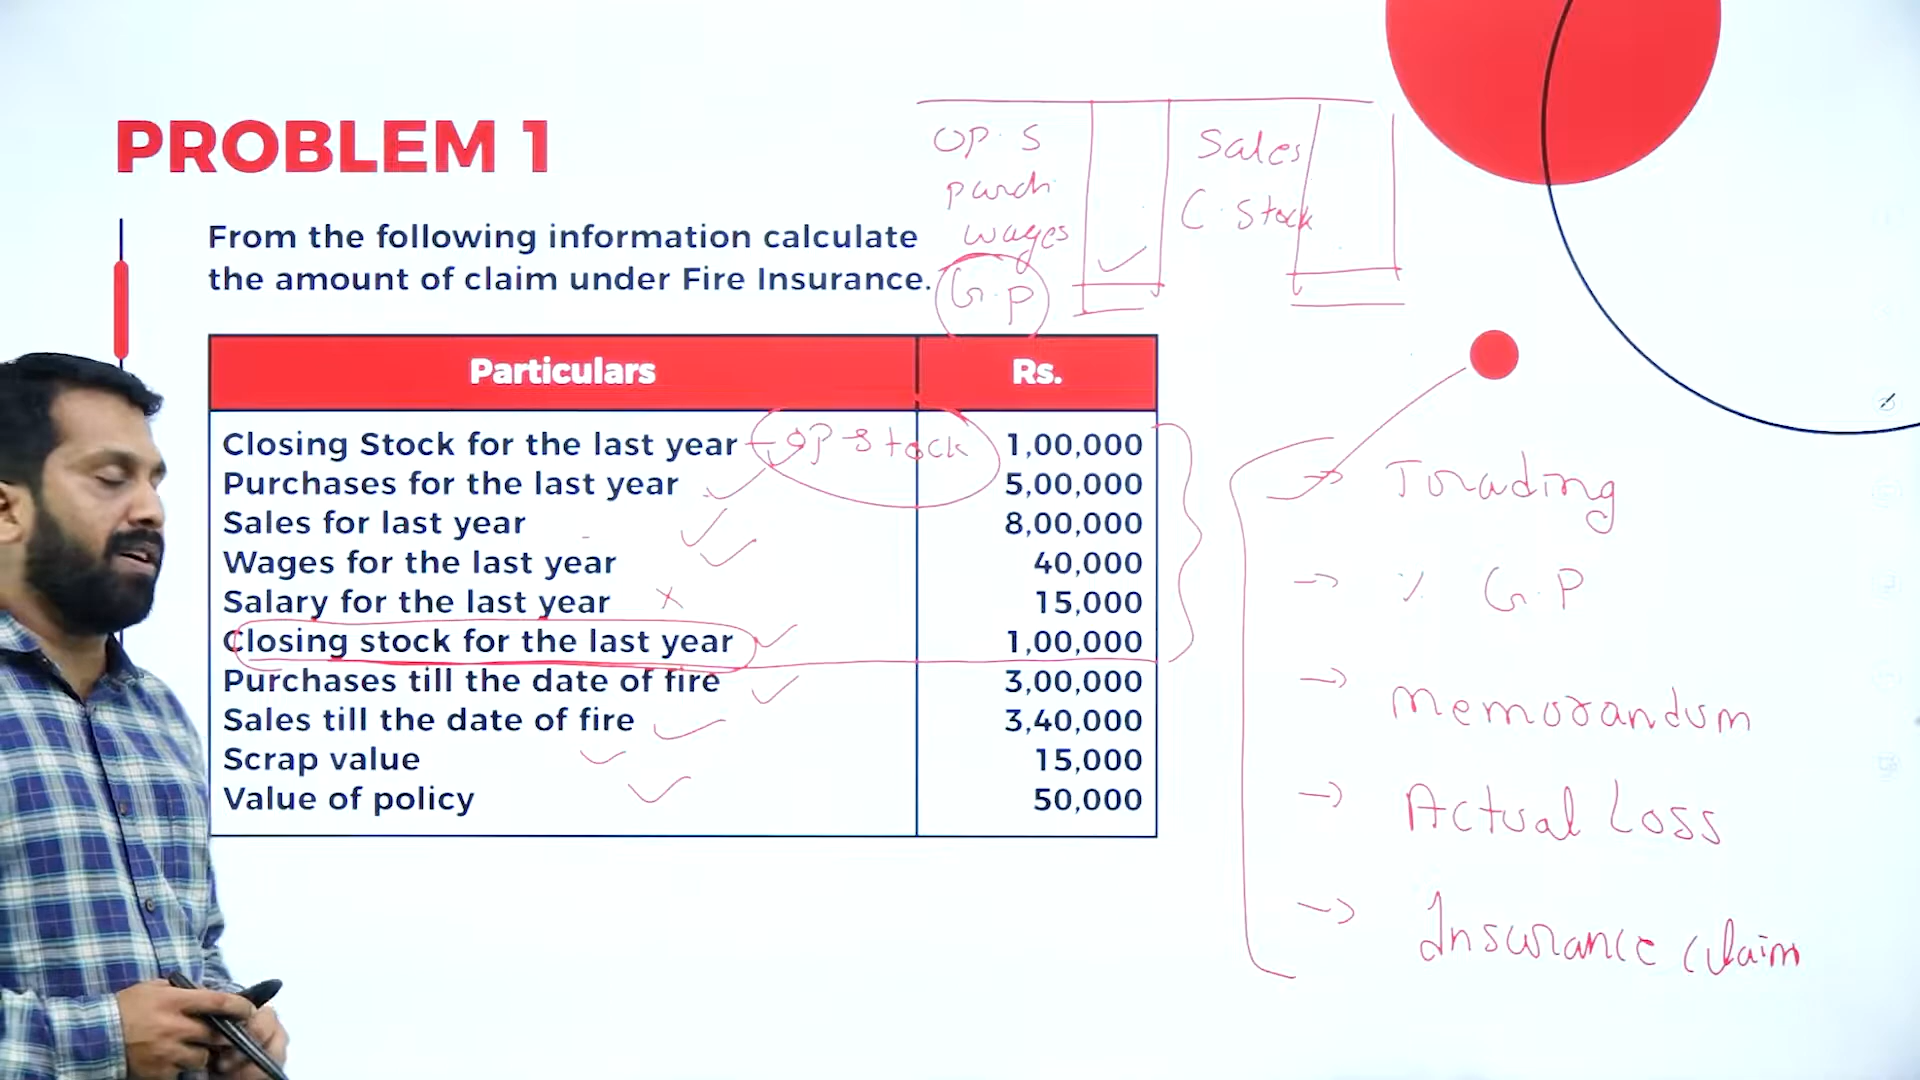 PROBLEM 1
From the following information calculate
the amount of claim under Fire Insurance.
OP. S
purch
wages
G.P
Sales
C. Stock
Particulars Rs.
Closing Stock for the last year → OP Stock 1,00,000
Purchases for the last year 5,00,000
Sales for last year 8,00,000
Wages for the last year 40,000
Salary for the last year 15,000
Closing stock for the last year 1,00,000
Purchases till the date of fire 3,00,000
Sales till the date of fire 3,40,000
Scrap value 15,000
Value of policy 50,000
→ Trading
→ % G.P
→ Memorandum
→ Actual Loss
→ Insurance claim